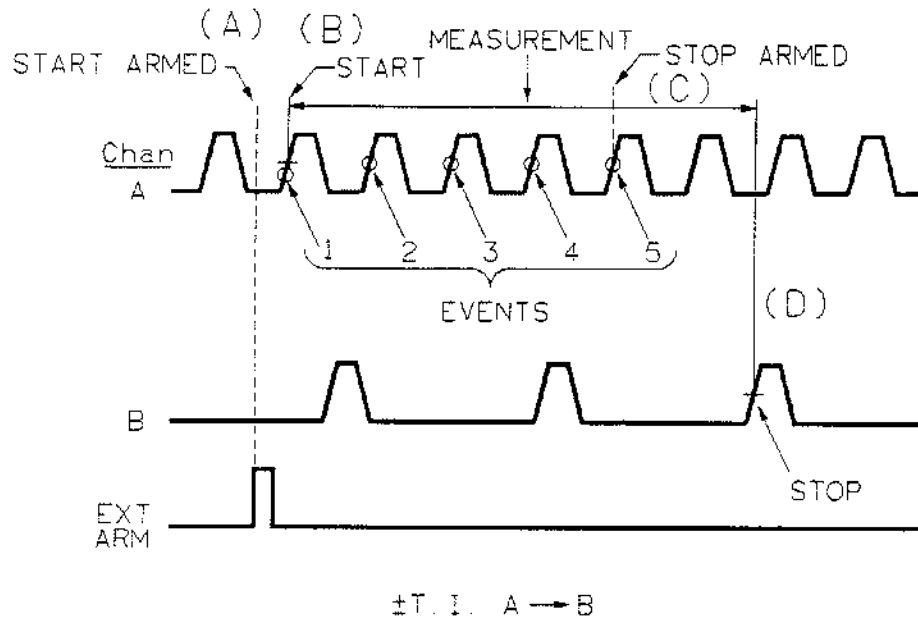 (A) (B)
MEASUREMENT
START ARMED
START
STOP ARMED
(C)
Chan
A
1 2 3 4 5
EVENTS
(D)
B
STOP
EXT
ARM
±T.I. A→B